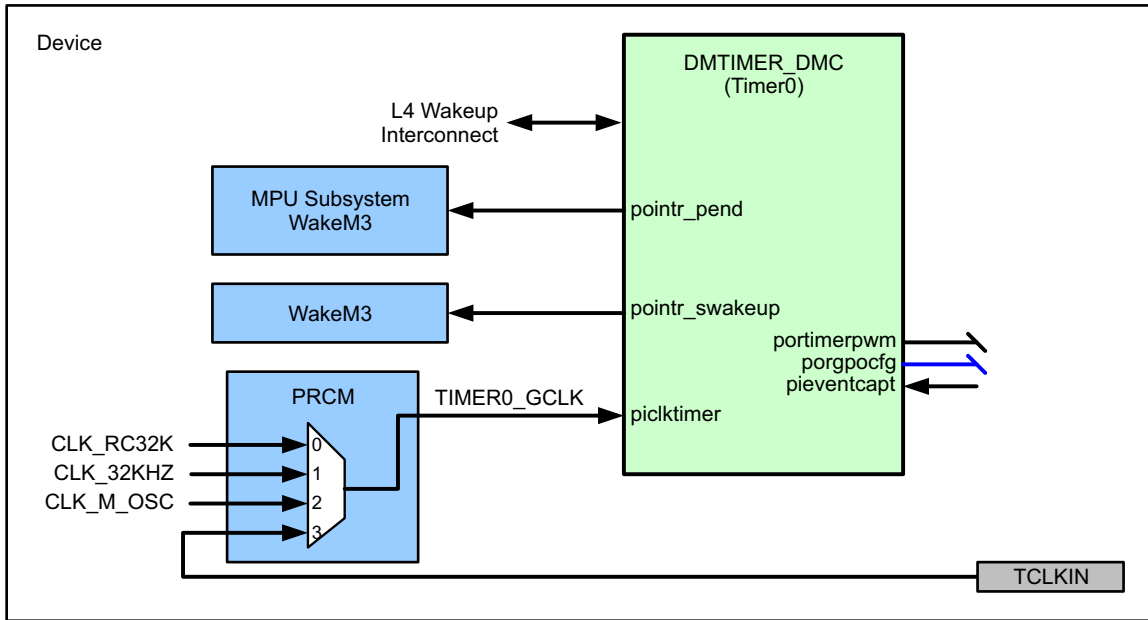 Device
DMTIMER_DMC
(Timer0)
L4 Wakeup
Interconnect
MPU Subsystem
WakeM3
pointr_pend
WakeM3
pointr_swakeup
portimerpwm
porgpocfg
pieventcapt
PRCM
TIMER0_GCLK
piclktimer
CLK_RC32K
0
CLK_32KHZ
1
CLK_M_OSC
2
3
TCLKIN